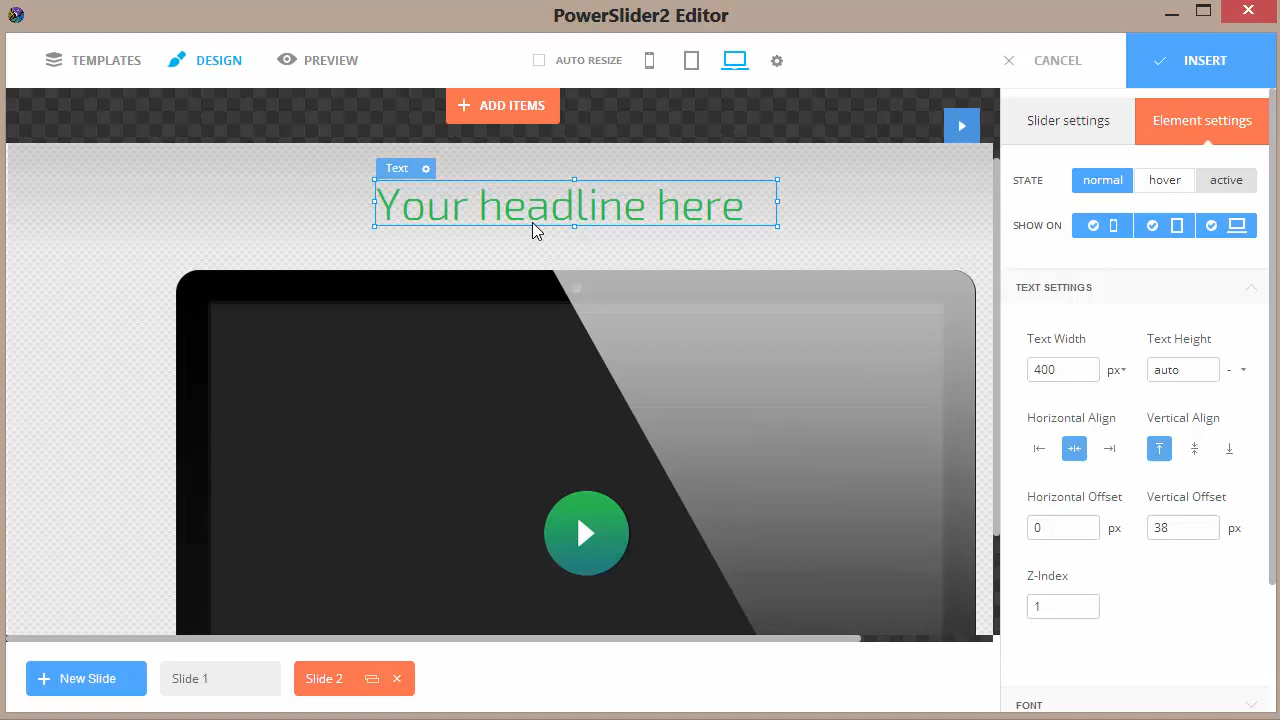 PowerSlider2 Editor
TEMPLATES DESIGN PREVIEW AUTO RESIZE CANCEL INSERT
ADD ITEMS
Slider settings Element settings
Text
Your headline here
STATE normal hover active
SHOW ON
TEXT SETTINGS
Text Width Text Height
400 px auto -
Horizontal Align Vertical Align
Horizontal Offset Vertical Offset
0 px 38 px
Z-Index
1
New Slide Slide 1 Slide 2
FONT